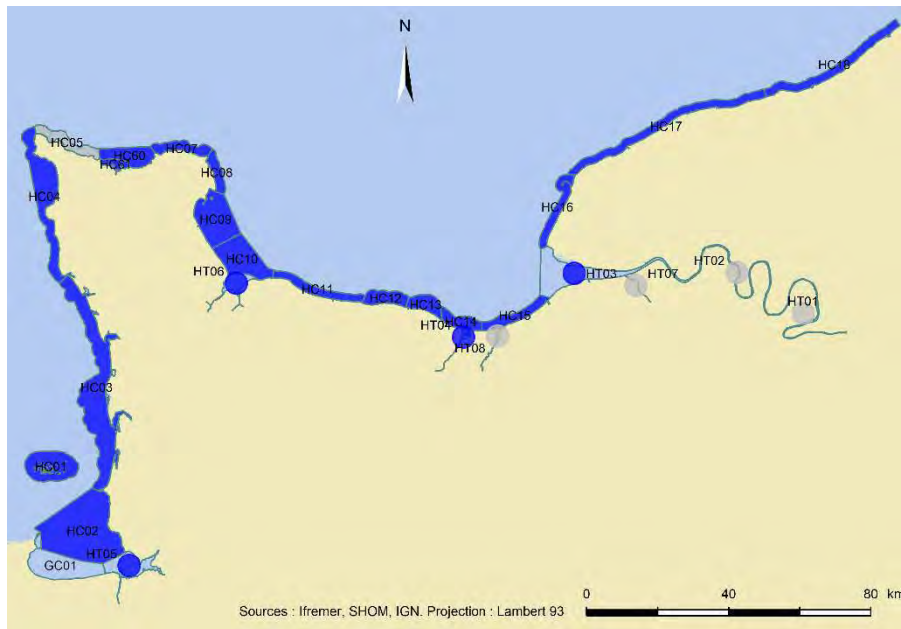 N
HC18
HC05
HC60
HC07
HC61
HC17
HC08
HC04
HC16
HC09
HC10
HT06
HT03
HT07
HT02
HC11
HC12
HC13
HT01
HC14
HC15
HT04
HT08
HC03
HC01
HC02
HT05
GC01
0 40 80 km
Sources : Ifremer, SHOM, IGN. Projection : Lambert 93